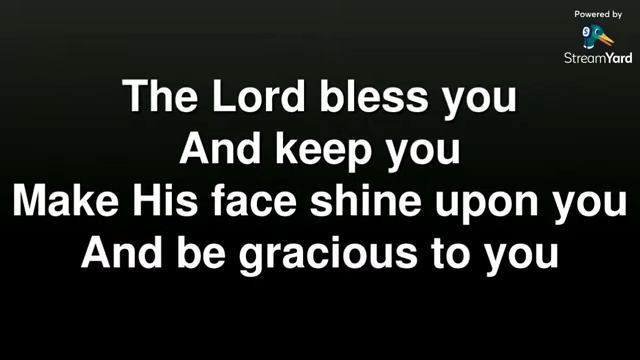 Powered by
StreamYard
The Lord bless you
And keep you
Make His face shine upon you
And be gracious to you